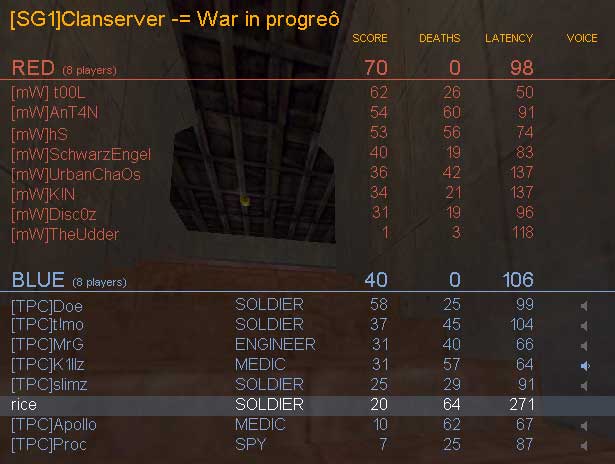 [SG1]Clanserver -= War in progreô
SCORE DEATHS LATENCY VOICE
RED (8 players) 70 0 98
[mW] t00L 62 26 50
[mW]AnT4N 54 60 91
[mW]hS 53 56 74
[mW]SchwarzEngel 40 19 83
[mW]UrbanChaOs 36 42 137
[mW]KIN 34 21 137
[mW]Disc0z 31 19 96
[mW]TheUdder 1 3 118
BLUE (8 players) 40 0 106
[TPC]Doe SOLDIER 58 25 99
[TPC]t!mo SOLDIER 37 45 104
[TPC]MrG ENGINEER 31 40 66
[TPC]K1llz MEDIC 31 57 64
[TPC]slimz SOLDIER 25 29 91
rice SOLDIER 20 64 271
[TPC]Apollo MEDIC 10 62 67
[TPC]Proc SPY 7 25 87